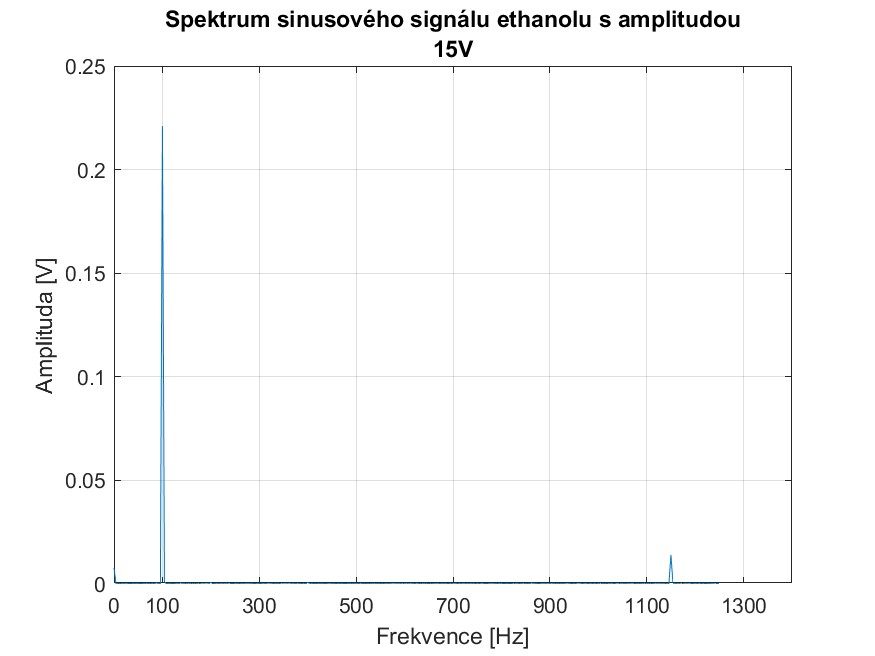 Spektrum sinusového signálu ethanolu s amplitudou
15V
0.25
0.2
0.15
0.1
0.05
0
Amplituda [V]
0 100 300 500 700 900 1100 1300
Frekvence [Hz]